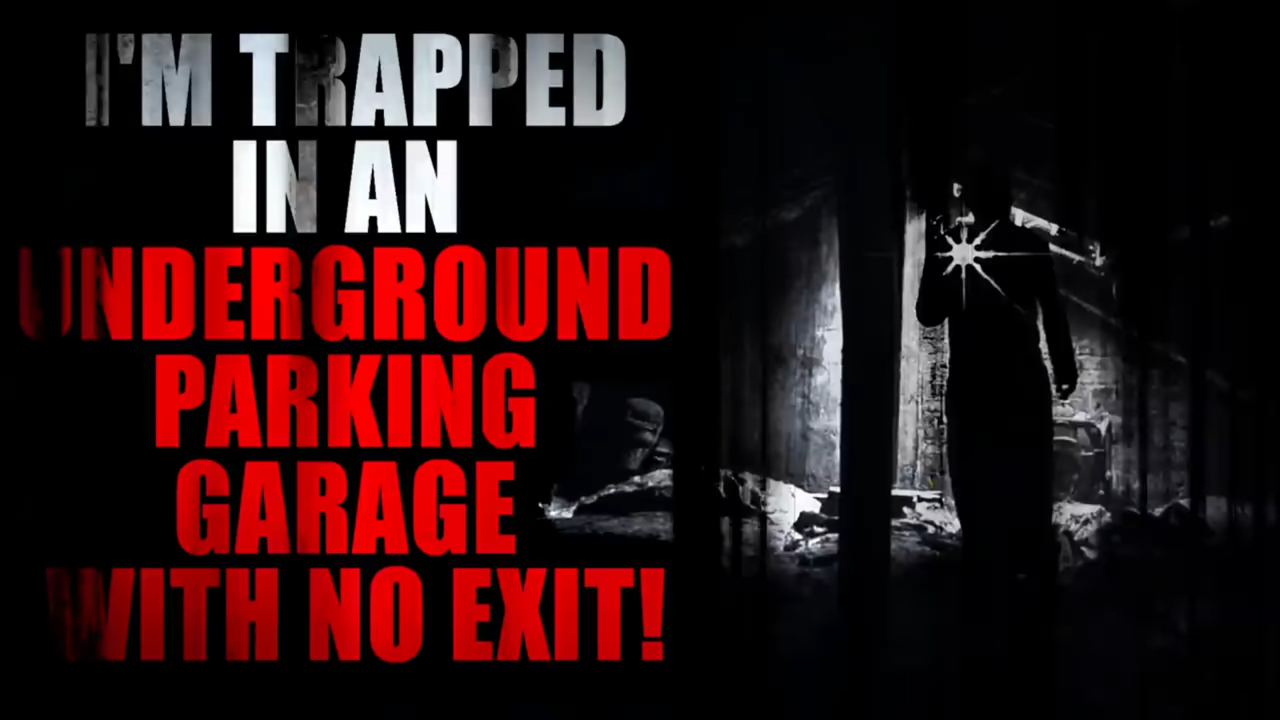 I'M TRAPPED
IN AN
UNDERGROUND
PARKING
GARAGE
WITH NO EXIT!